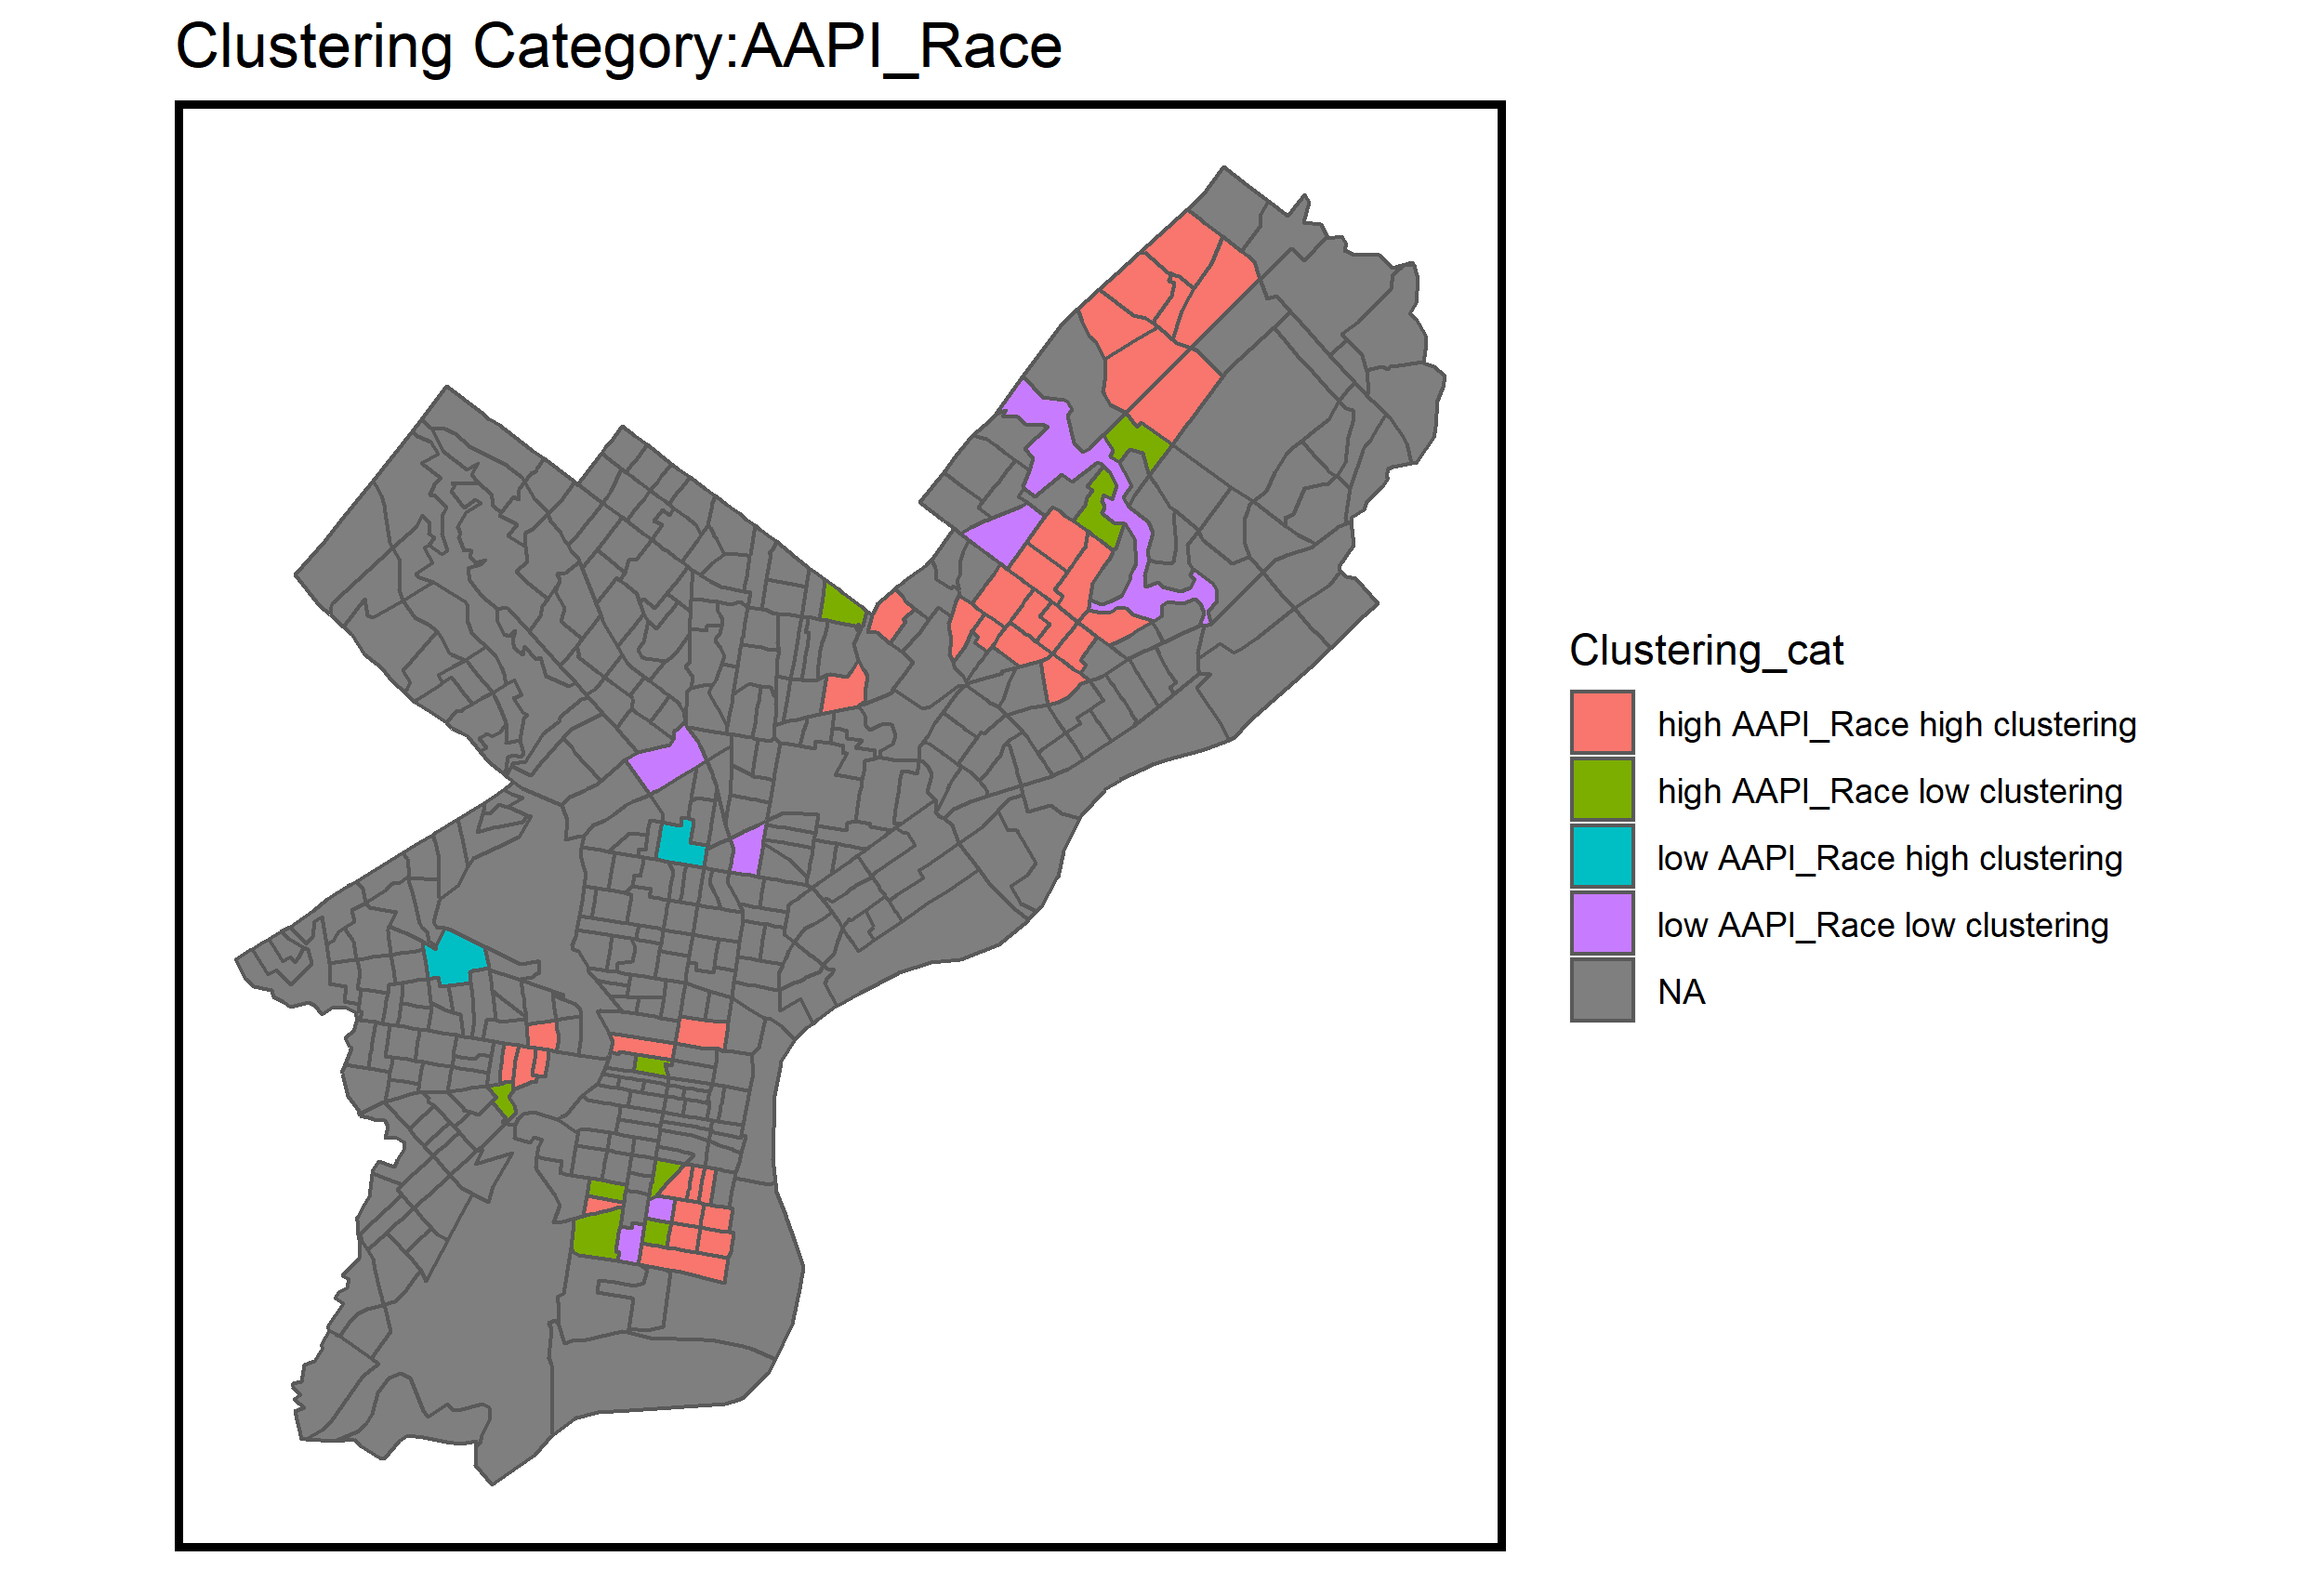 Clustering Category:AAPI_Race
Clustering_cat
high AAPI_Race high clustering
high AAPI_Race low clustering
low AAPI_Race high clustering
low AAPI_Race low clustering
NA